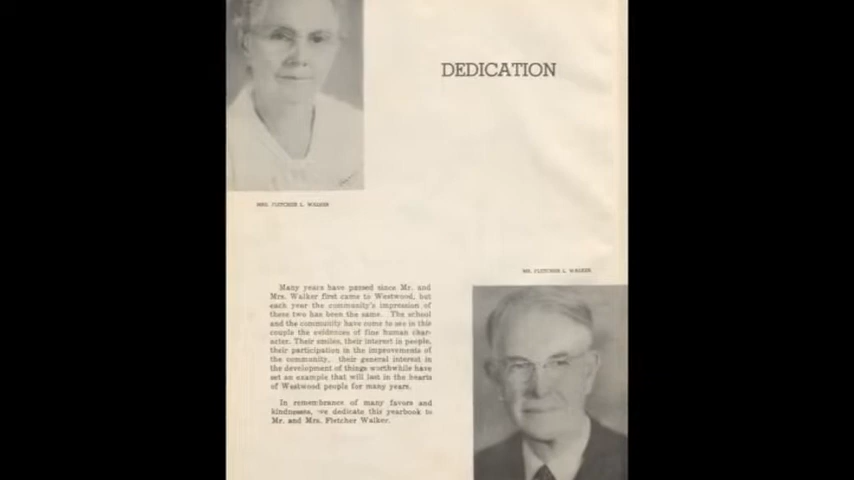 DEDICATION
MRS. FLETCHER L. WALKER
MR. FLETCHER L. WALKER
Many years have passed since Mr. and
Mrs. Walker first came to Westwood, but
each year the community's impression of
these two has been the same. The school
and the community have come to see in this
couple the evidences of fine human char-
acter. Their smiles, their interest in people,
their participation in the improvements of
the community, their general interest in
the development of things worthwhile have
set an example that will last in the hearts
of Westwood people for many years.
In remembrance of many favors and
kindnesses, we dedicate this yearbook to
Mr. and Mrs. Fletcher Walker.